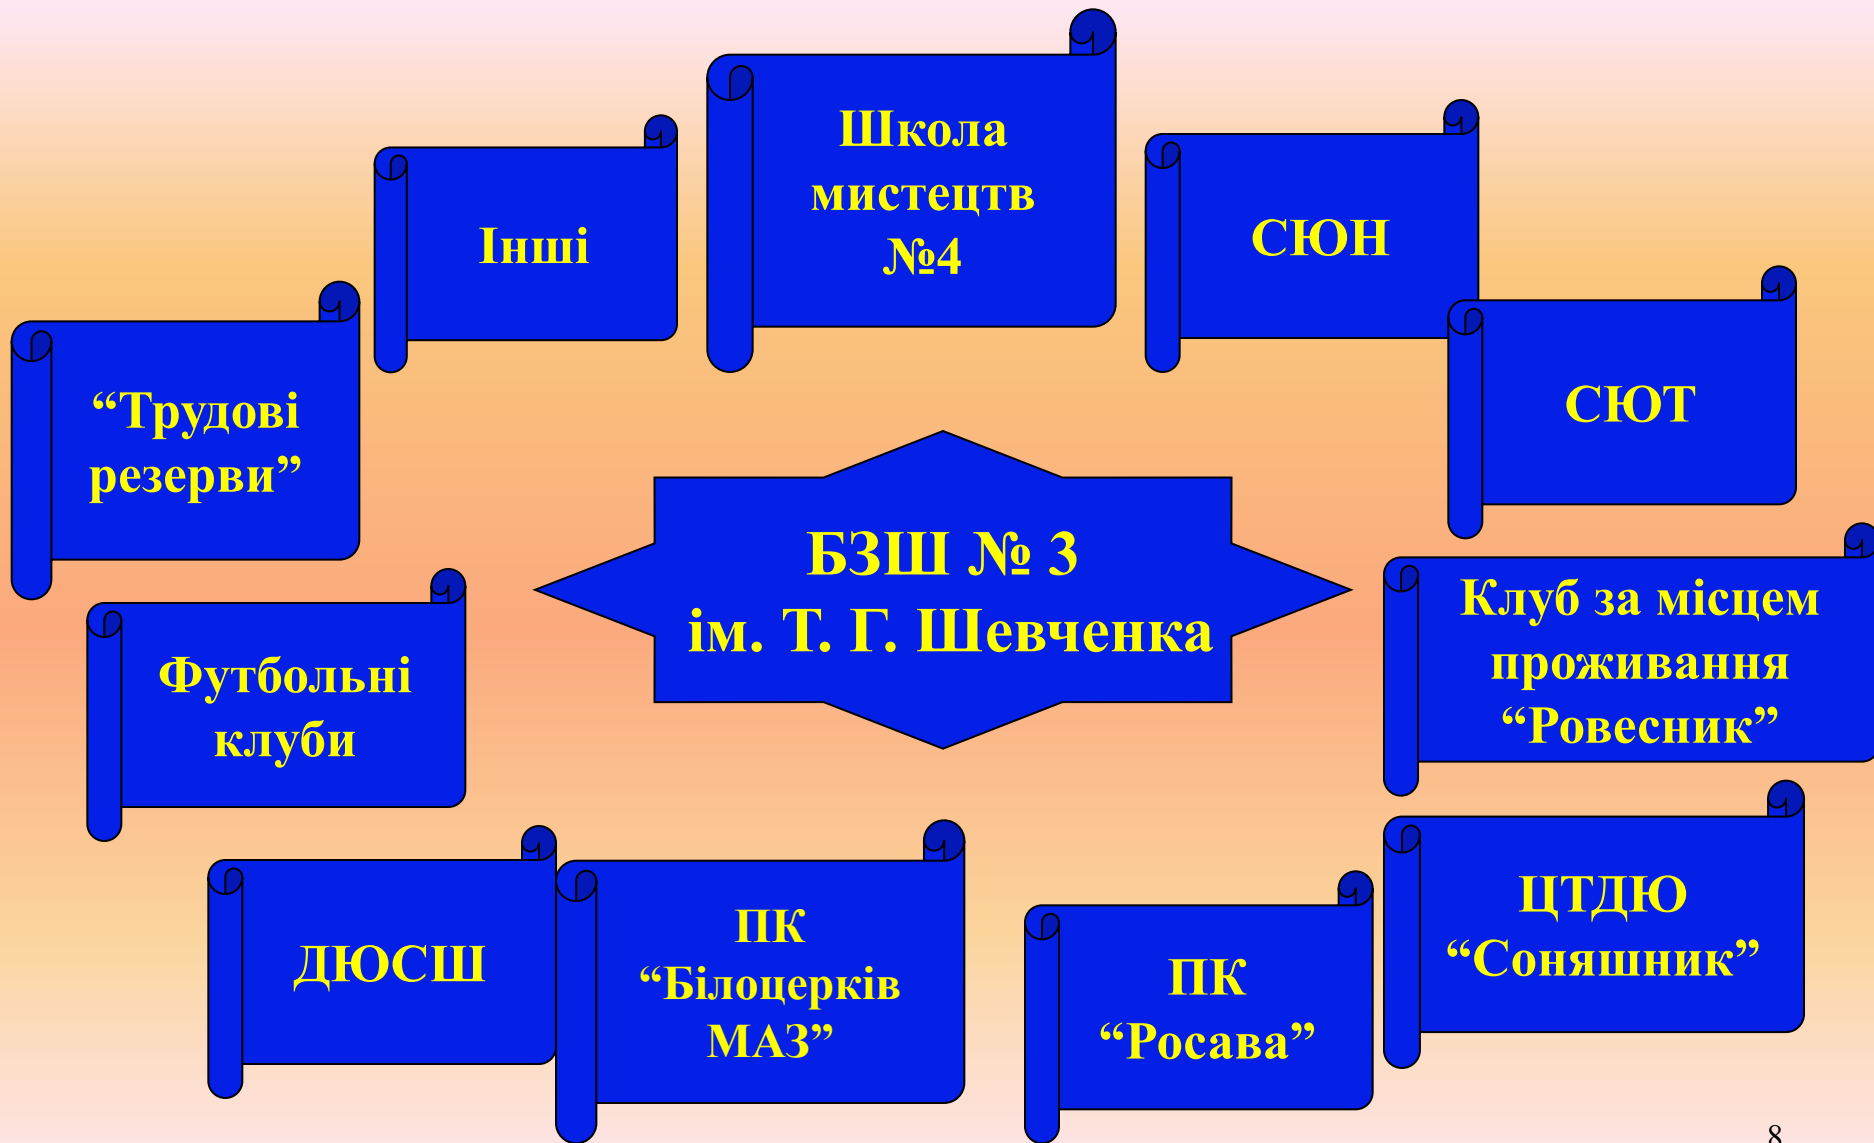 Школа
мистецтв
№4
Інші
СЮН
СЮТ
“Трудові
резерви”
БЗШ № 3
ім. Т. Г. Шевченка
Клуб за місцем
проживання
“Ровесник”
Футбольні
клуби
ЦТДЮ
“Соняшник”
ДЮСШ
ПК
“Білоцерків
МАЗ”
ПК
“Росава”
8